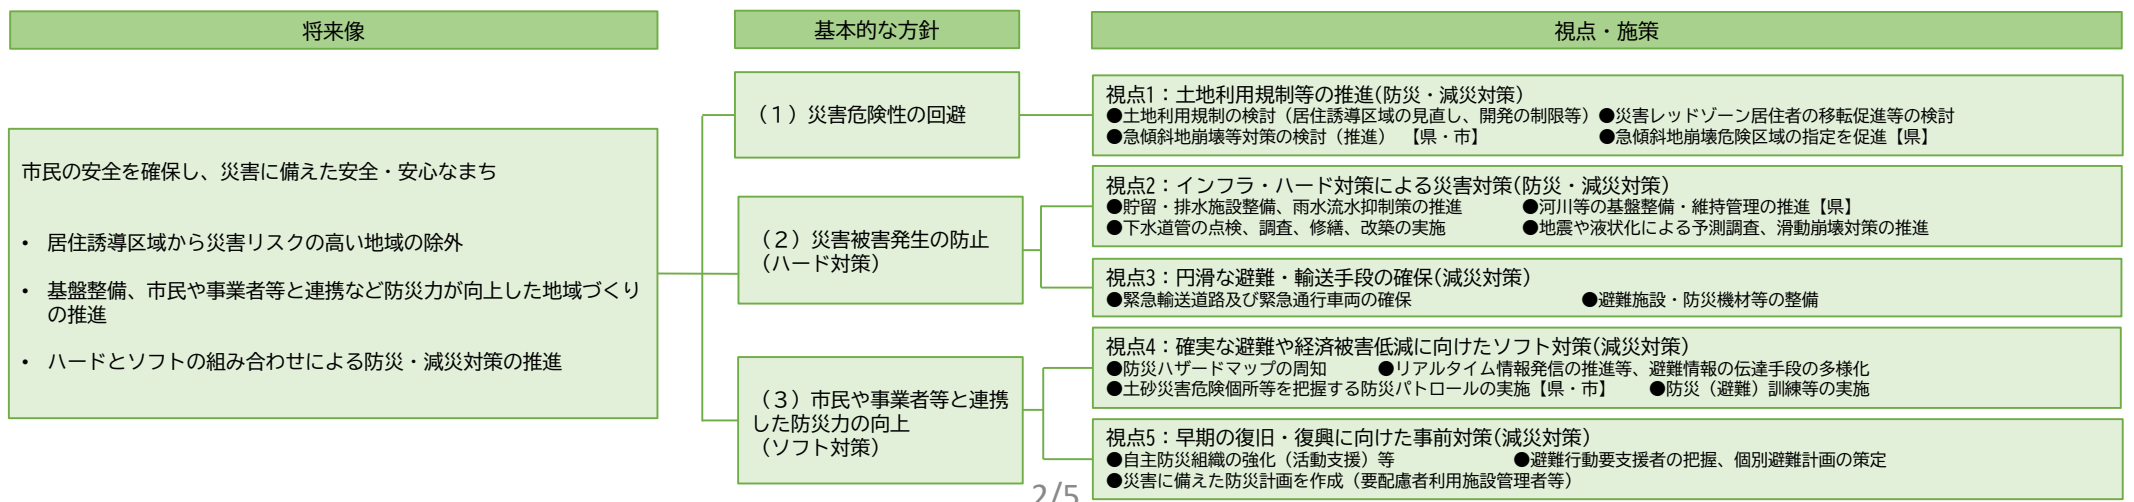 将来像
基本的な方針
視点・施策
市民の安全を確保し、災害に備えた安全・安心なまち
• 居住誘導区域から災害リスクの高い地域の除外
• 基盤整備、市民や事業者等と連携など防災力が向上した地域づくり
の推進
• ハードとソフトの組み合わせによる防災・減災対策の推進
（１）災害危険性の回避
（２）災害被害発生の防止
（ハード対策）
（３）市民や事業者等と連携
した防災力の向上
（ソフト対策）
視点1：土地利用規制等の推進(防災・減災対策)
●土地利用規制の検討（居住誘導区域の見直し、開発の制限等）●災害レッドゾーン居住者の移転促進等の検討
●急傾斜地崩壊等対策の検討（推進）【県・市】 ●急傾斜地崩壊危険区域の指定を促進【県】
視点2：インフラ・ハード対策による災害対策(防災・減災対策)
●貯留・排水施設整備、雨水流水抑制策の推進 ●河川等の基盤整備・維持管理の推進【県】
●下水道管の点検、調査、修繕、改築の実施 ●地震や液状化による予測調査、滑動崩壊対策の推進
視点3：円滑な避難・輸送手段の確保(減災対策)
●緊急輸送道路及び緊急通行車両の確保 ●避難施設・防災機材等の整備
視点4：確実な避難や経済被害低減に向けたソフト対策(減災対策)
●防災ハザードマップの周知 ●リアルタイム情報発信の推進等、避難情報の伝達手段の多様化
●土砂災害危険個所等を把握する防災パトロールの実施【県・市】 ●防災（避難）訓練等の実施
視点5：早期の復旧・復興に向けた事前対策(減災対策)
●自主防災組織の強化（活動支援）等 ●避難行動要支援者の把握、個別避難計画の策定
●災害に備えた防災計画を作成（要配慮者利用施設管理者等）
2/5